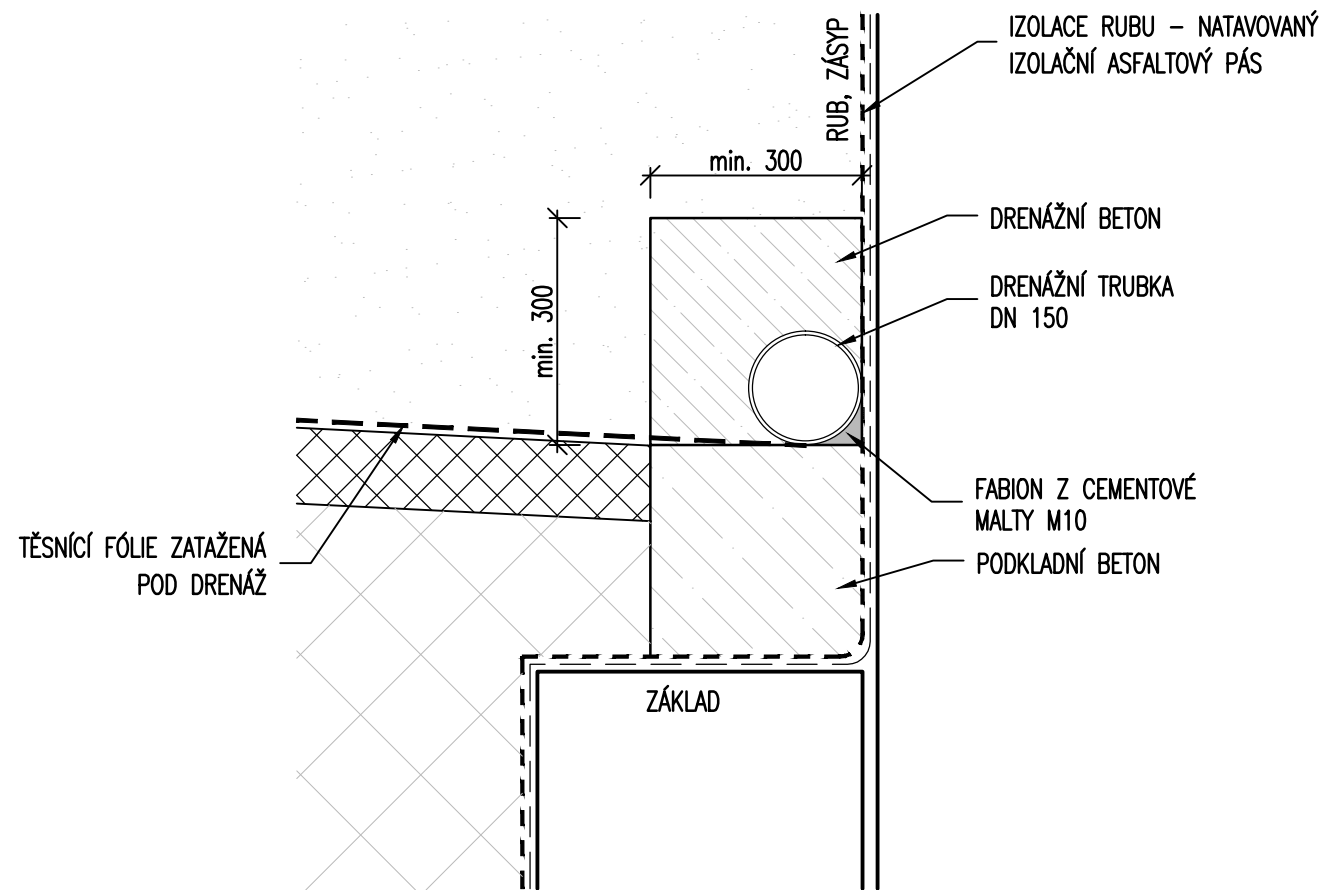 IZOLACE RUBU – NATAVOVANÝ
IZOLAČNÍ ASFALTOVÝ PÁS
RUB, ZÁSYP
min. 300
DRENÁŽNÍ BETON
DRENÁŽNÍ TRUBKA
DN 150
min. 300
FABION Z CEMENTOVÉ
MALTY M10
TĚSNÍCÍ FÓLIE ZATAŽENÁ
POD DRENÁŽ
PODKLADNÍ BETON
ZÁKLAD